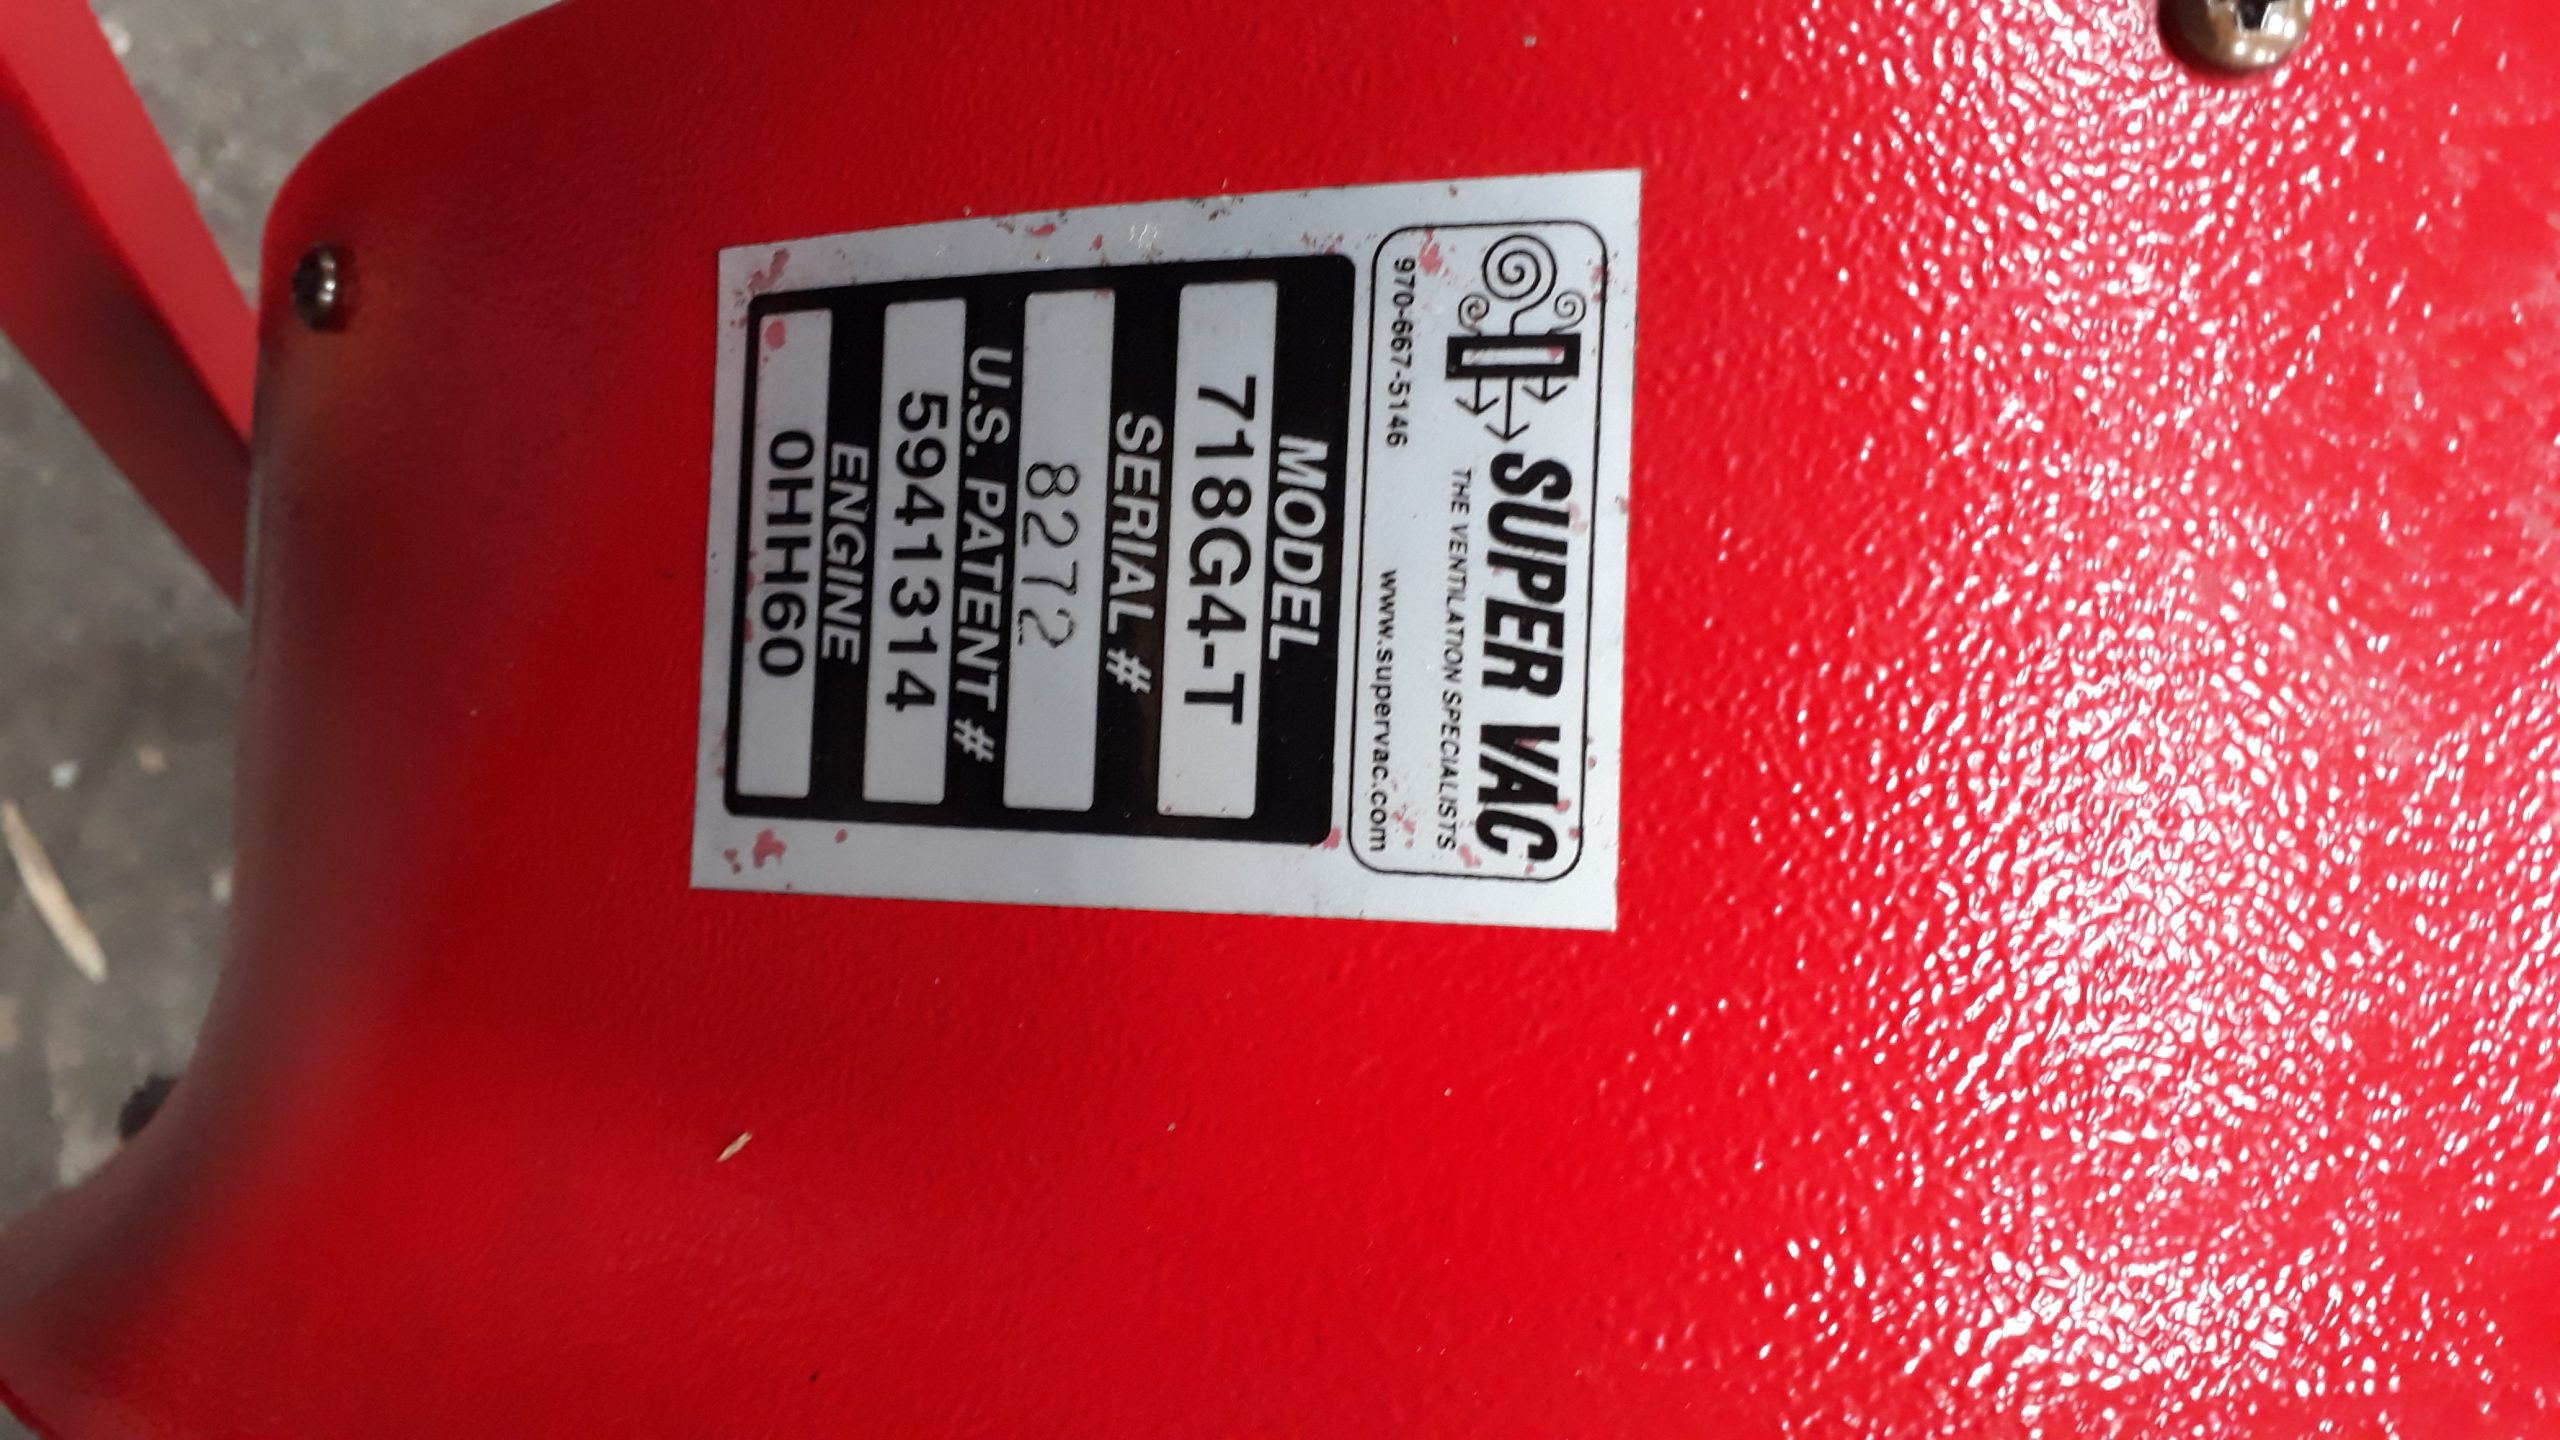 SUPER VAC
THE VENTILATION SPECIALISTS
970-667-5146 www.supervac.com
MODEL
718G4-T
SERIAL #
8272
U.S. PATENT #
5941314
ENGINE
OHH60